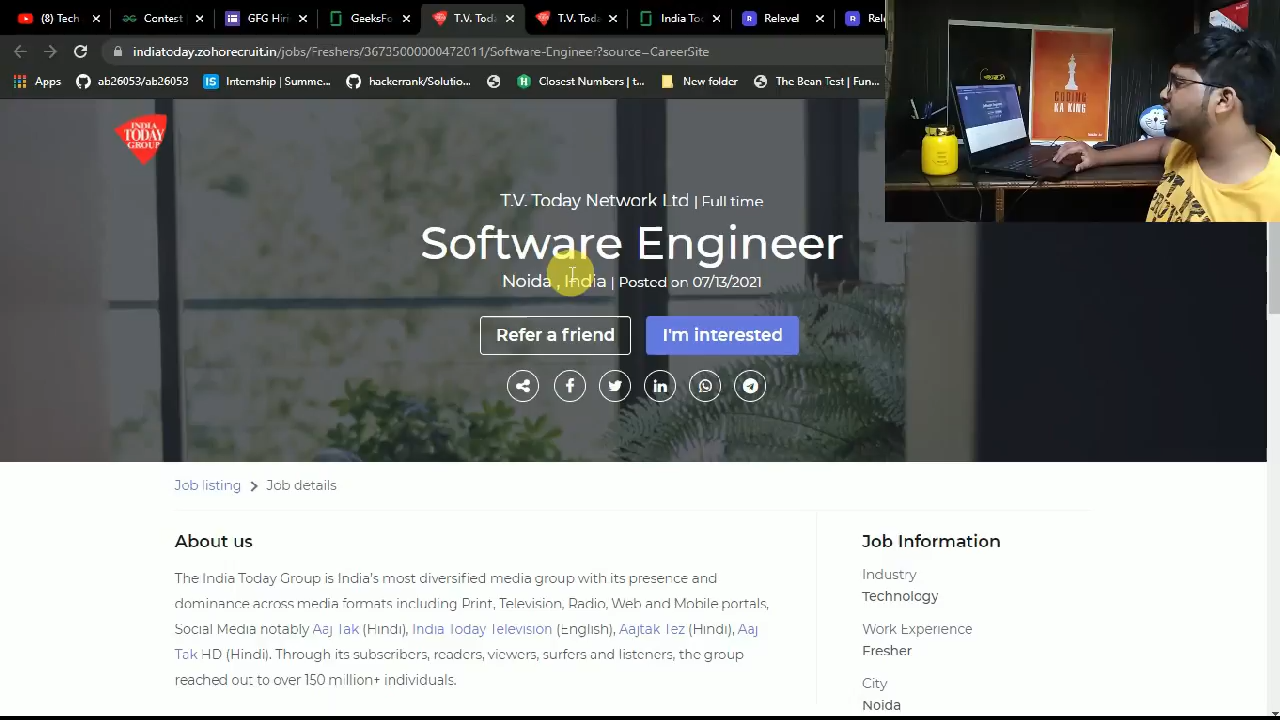 (8) Tech
Contest
GFG Hiri
GeeksFo
T.V. Toda
T.V. Toda
India Toc
Relevel
Rel
indiatoday.zohorecruit.in/jobs/Freshers/36735000000472011/Software-Engineer?source=CareerSite
Apps
ab26053/ab26053
Internship | Summe...
hackerrank/Solutio...
Closest Numbers | t...
New folder
The Bean Test | Fun...
CODING
KA KING
INDIA
TODAY
GROUP
T.V. Today Network Ltd | Full time
Software Engineer
Noida , India | Posted on 07/13/2021
Refer a friend
I'm interested
Job listing > Job details
About us
The India Today Group is India's most diversified media group with its presence and
dominance across media formats including Print, Television, Radio, Web and Mobile portals,
Social Media notably Aaj Tak (Hindi), India Today Television (English), Aajtak Tez (Hindi), Aaj
Tak HD (Hindi). Through its subscribers, readers, viewers, surfers and listeners, the group
reached out to over 150 million+ individuals.
Job Information
Industry
Technology
Work Experience
Fresher
City
Noida